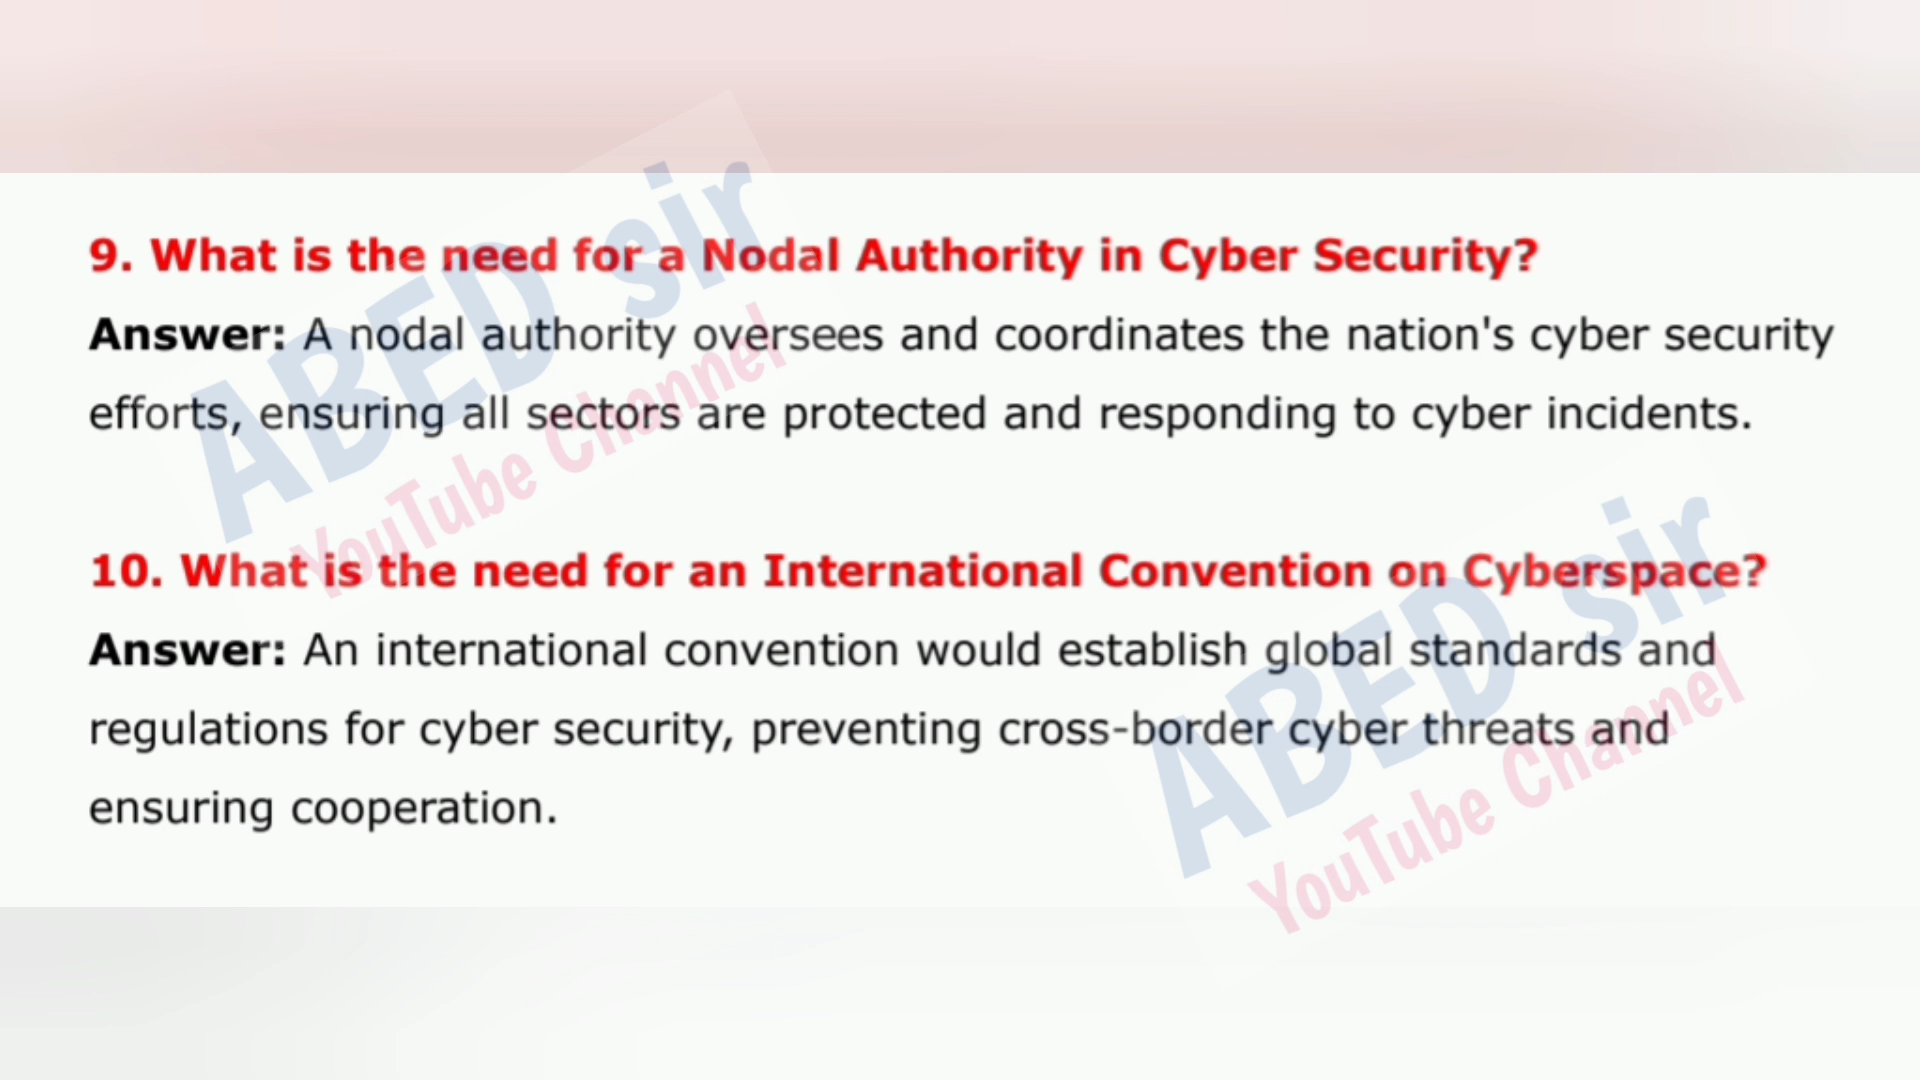 9. What is the need for a Nodal Authority in Cyber Security?
Answer: A nodal authority oversees and coordinates the nation's cyber security
efforts, ensuring all sectors are protected and responding to cyber incidents.
10. What is the need for an International Convention on Cyberspace?
Answer: An international convention would establish global standards and
regulations for cyber security, preventing cross-border cyber threats and
ensuring cooperation.
ABED sir
YouTube Channel
ABED sir
YouTube Channel